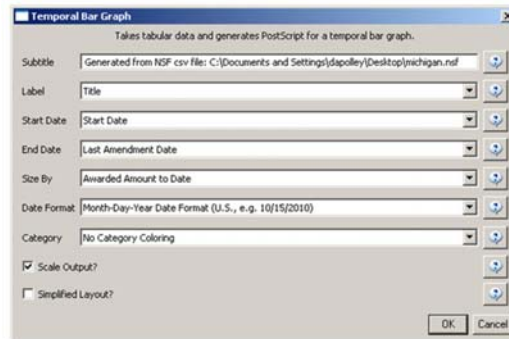 Temporal Bar Graph
Takes tabular data and generates PostScript for a temporal bar graph.
Subtitle Generated from NSF csv file: C:\Documents and Settings\dapolley\Desktop\michigan.nsf
Label Title
Start Date Start Date
End Date Last Amendment Date
Size By Awarded Amount to Date
Date Format Month-Day-Year Date Format (U.S., e.g. 10/15/2010)
Category No Category Coloring
Scale Output?
Simplified Layout?
OK Cancel